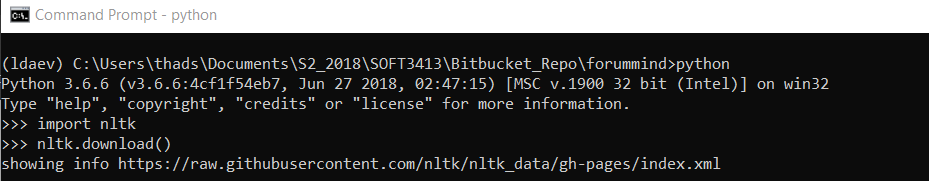 Command Prompt - python
(ldaev) C:\Users\thads\Documents\S2_2018\SOFT3413\Bitbucket_Repo\forummind>python
Python 3.6.6 (v3.6.6:4cf1f54eb7, Jun 27 2018, 02:47:15) [MSC v.1900 32 bit (Intel)] on win32
Type "help", "copyright", "credits" or "license" for more information.
>>> import nltk
>>> nltk.download()
showing info https://raw.githubusercontent.com/nltk/nltk_data/gh-pages/index.xml